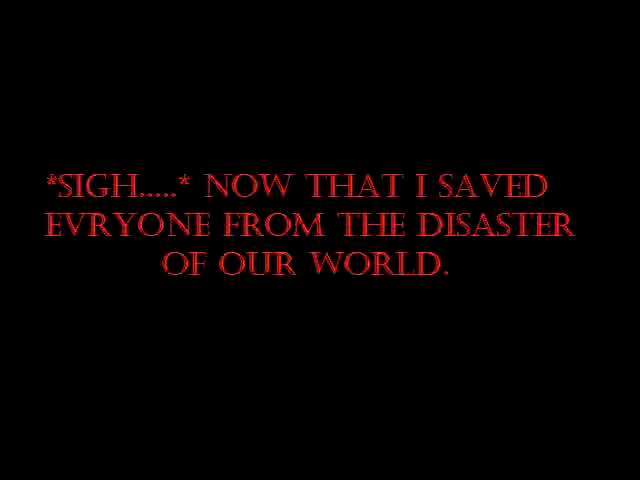 *SIGH.....* NOW THAT I SAVED
EVRYONE FROM THE DISASTER
OF OUR WORLD.